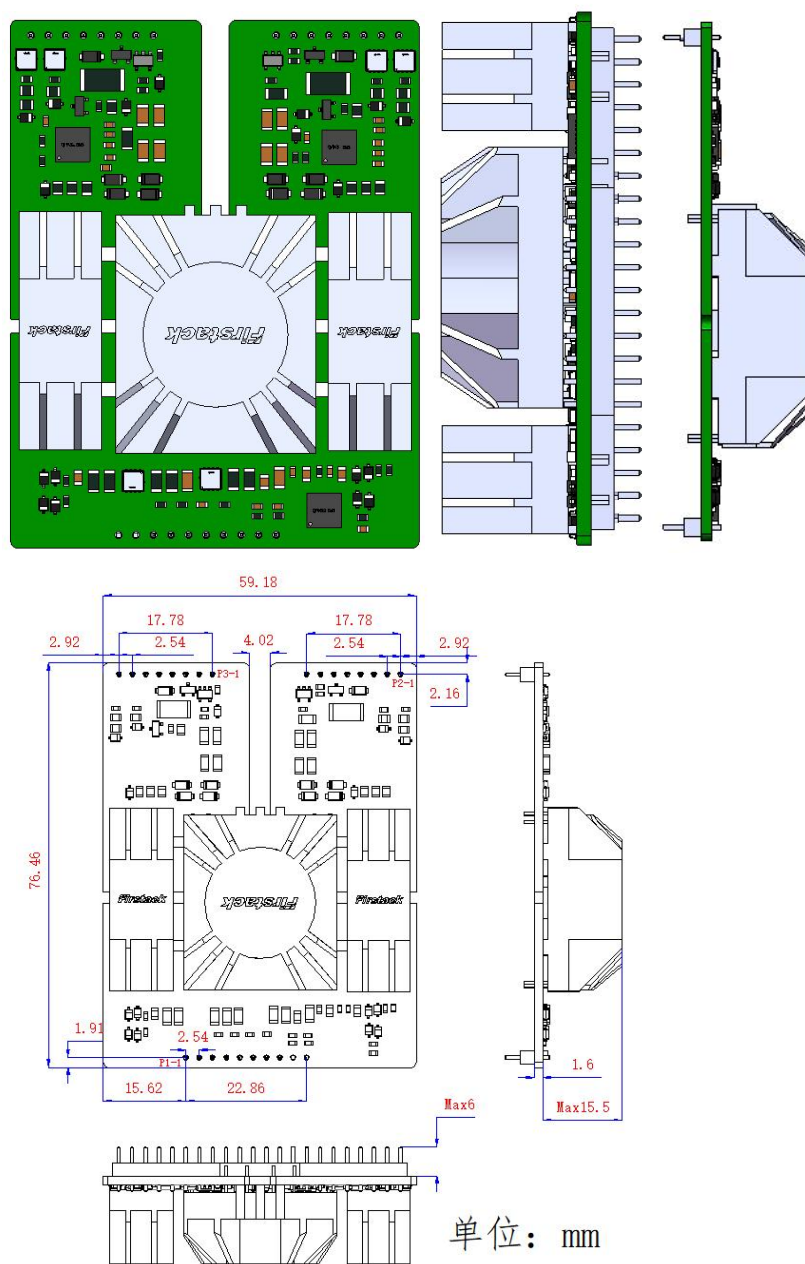 Firstack
Firstack
Firstack
59.18
17.78
17.78
2.92
2.54
4.02
2.54
2.92
P3-1
P2-1
2.16
76.46
Firstack
Firstack
Firstack
1.91
2.54
P1-1
15.62
22.86
1.6
Max15.5
Max6
单位：mm